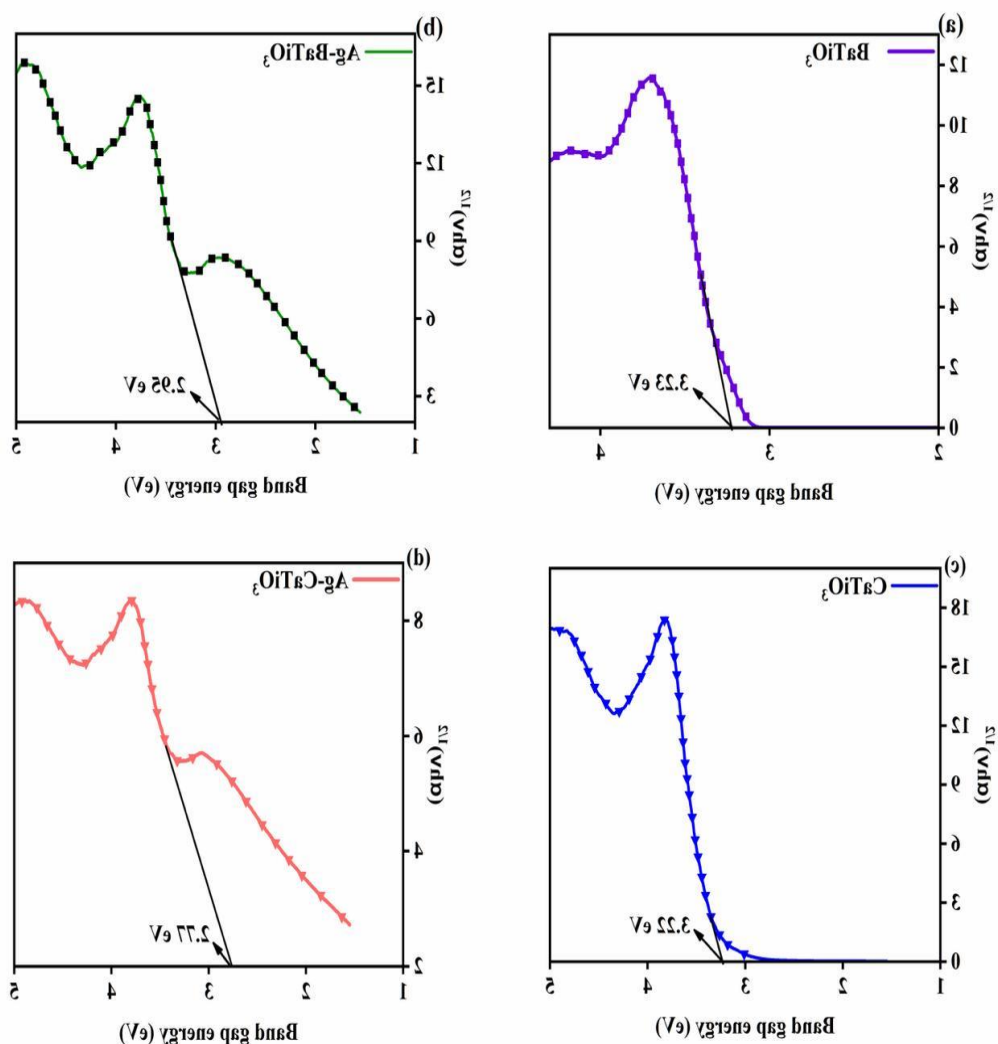 (a)
BaTiO₃
12
10
8
6
4
2
0
(αhν)^1/2
3.23 eV
2 3 4
Band gap energy (eV)
(b)
Ag-BaTiO₃
15
12
9
6
3
(αhν)^1/2
2.95 eV
1 2 3 4 5
Band gap energy (eV)
(c)
CaTiO₃
18
15
12
9
6
3
0
(αhν)^1/2
3.22 eV
1 2 3 4 5
Band gap energy (eV)
(d)
Ag-CaTiO₃
8
6
4
2
(αhν)^1/2
2.77 eV
1 2 3 4 5
Band gap energy (eV)